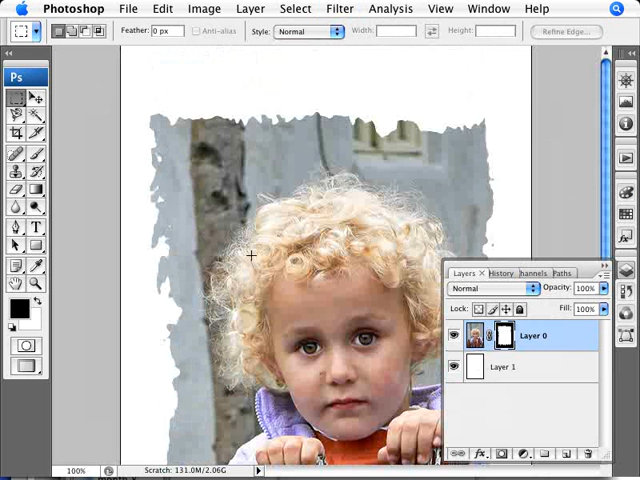 Photoshop File Edit Image Layer Select Filter Analysis View Window Help
Feather: 0 px Anti-alias Style: Normal Width: Height: Refine Edge...
Ps
Layers × History hannels Paths
Normal Opacity: 100%
Lock: Fill: 100%
Layer 0
Layer 1
fx
T
100% Scratch: 131.0M/2.06G